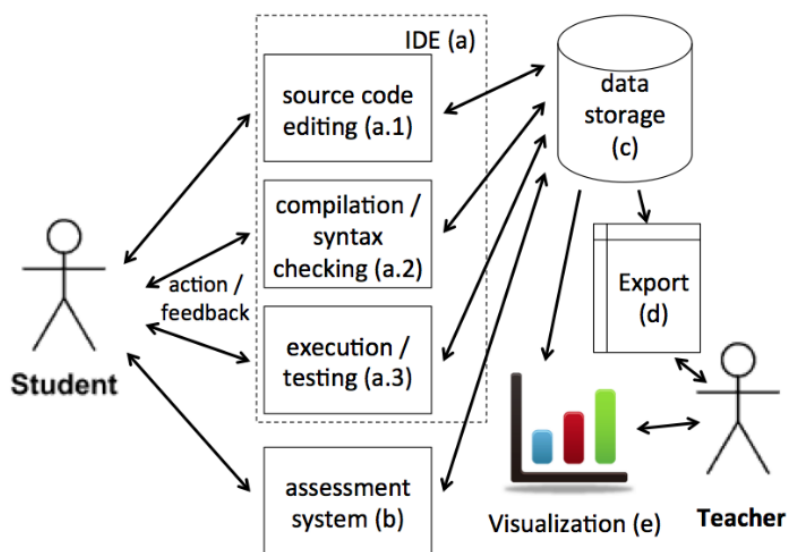 IDE (a)
source code
editing (a.1)
compilation /
syntax
checking (a.2)
execution /
testing (a.3)
assessment
system (b)
action /
feedback
Student
data
storage
(c)
Export
(d)
Visualization (e)
Teacher